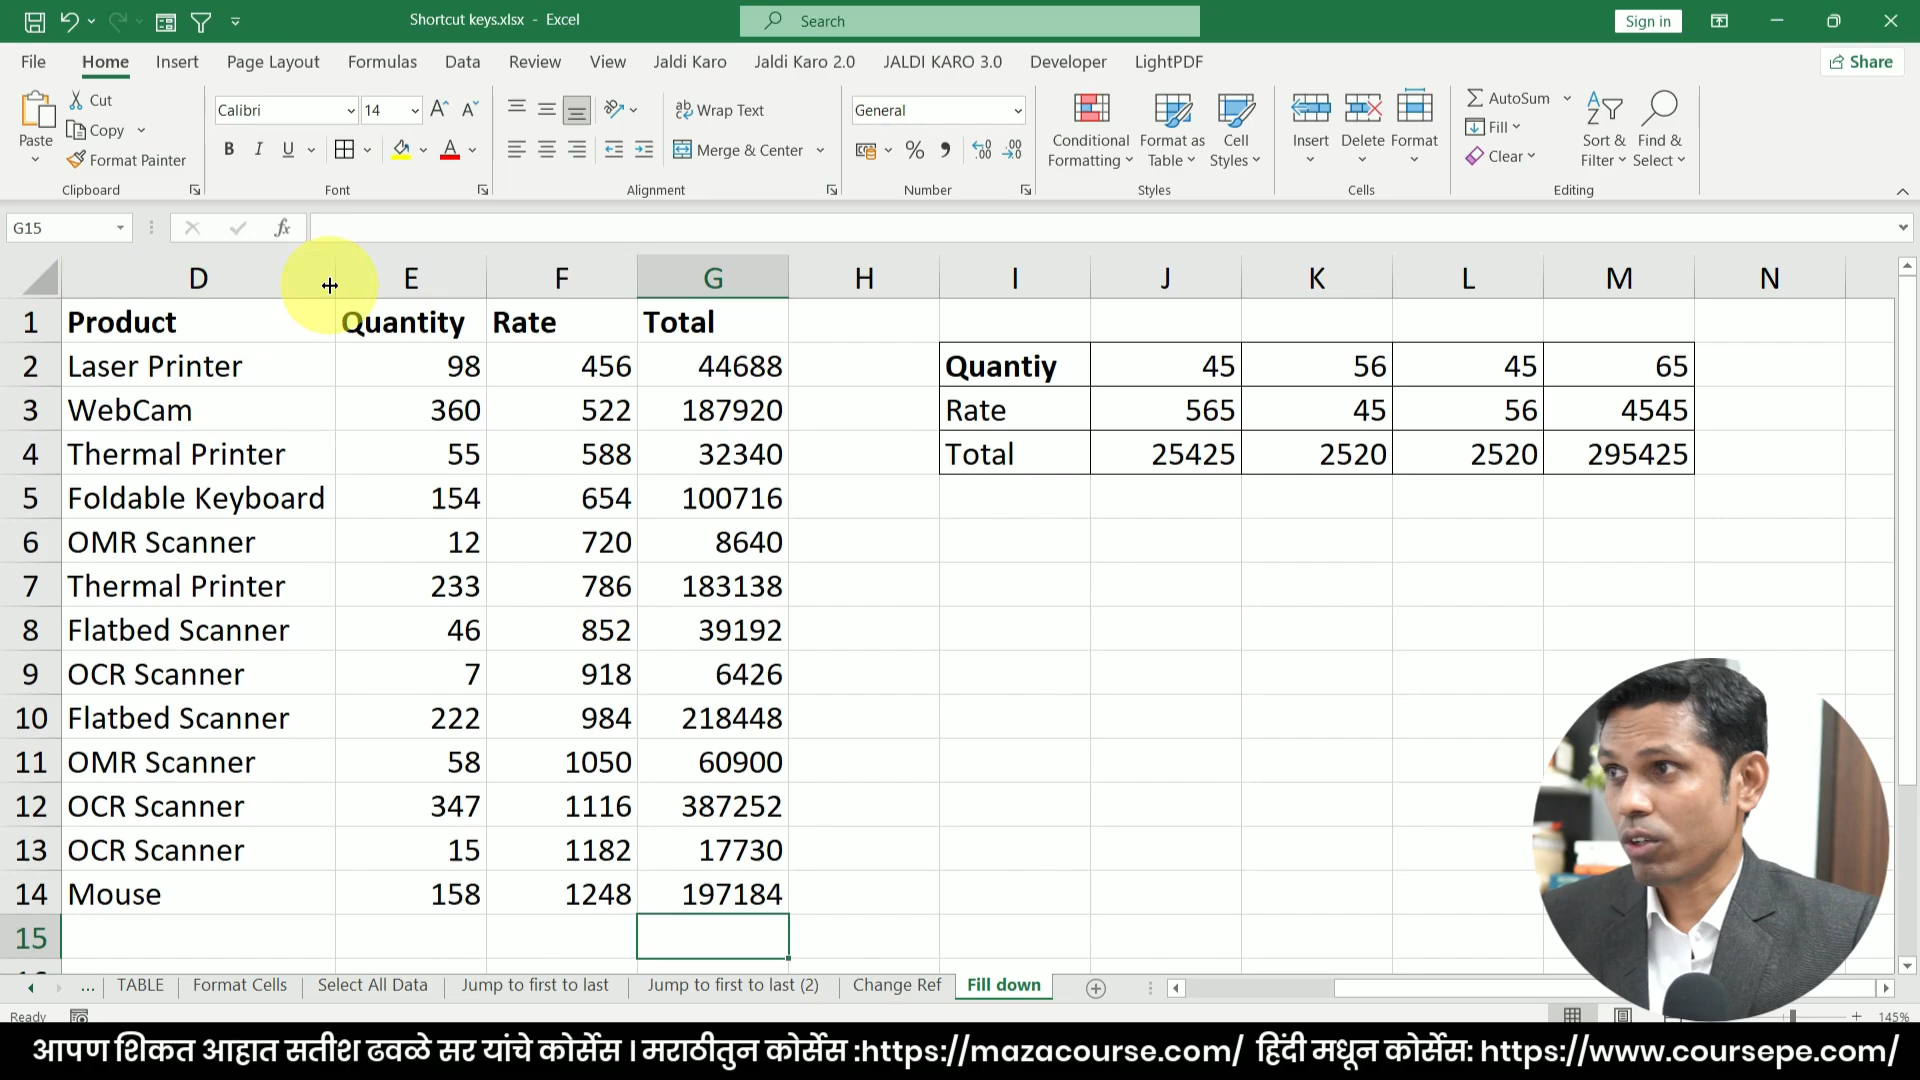 Shortcut keys.xlsx - Excel
Search
Sign in
File Home Insert Page Layout Formulas Data Review View Jaldi Karo Jaldi Karo 2.0 JALDI KARO 3.0 Developer LightPDF Share
Paste
Cut
Copy
Format Painter
Clipboard
Calibri 14
B I U
Font
Wrap Text
Merge & Center
Alignment
General
Number
Conditional Formatting
Format as Table
Cell Styles
Styles
Insert
Delete
Format
Cells
AutoSum
Fill
Clear
Sort & Filter
Find & Select
Editing
G15 fx
D E F G H I J K L M N
1 Product Quantity Rate Total
2 Laser Printer 98 456 44688 Quantiy 45 56 45 65
3 WebCam 360 522 187920 Rate 565 45 56 4545
4 Thermal Printer 55 588 32340 Total 25425 2520 2520 295425
5 Foldable Keyboard 154 654 100716
6 OMR Scanner 12 720 8640
7 Thermal Printer 233 786 183138
8 Flatbed Scanner 46 852 39192
9 OCR Scanner 7 918 6426
10 Flatbed Scanner 222 984 218448
11 OMR Scanner 58 1050 60900
12 OCR Scanner 347 1116 387252
13 OCR Scanner 15 1182 17730
14 Mouse 158 1248 197184
15
... TABLE Format Cells Select All Data Jump to first to last Jump to first to last (2) Change Ref Fill down
Ready 145%
आपण शिकत आहात सतीश ढवळे सर यांचे कोर्सेस । मराठीतुन कोर्सेस :https://mazacourse.com/ हिंदी मधून कोर्सेस: https://www.coursepe.com/